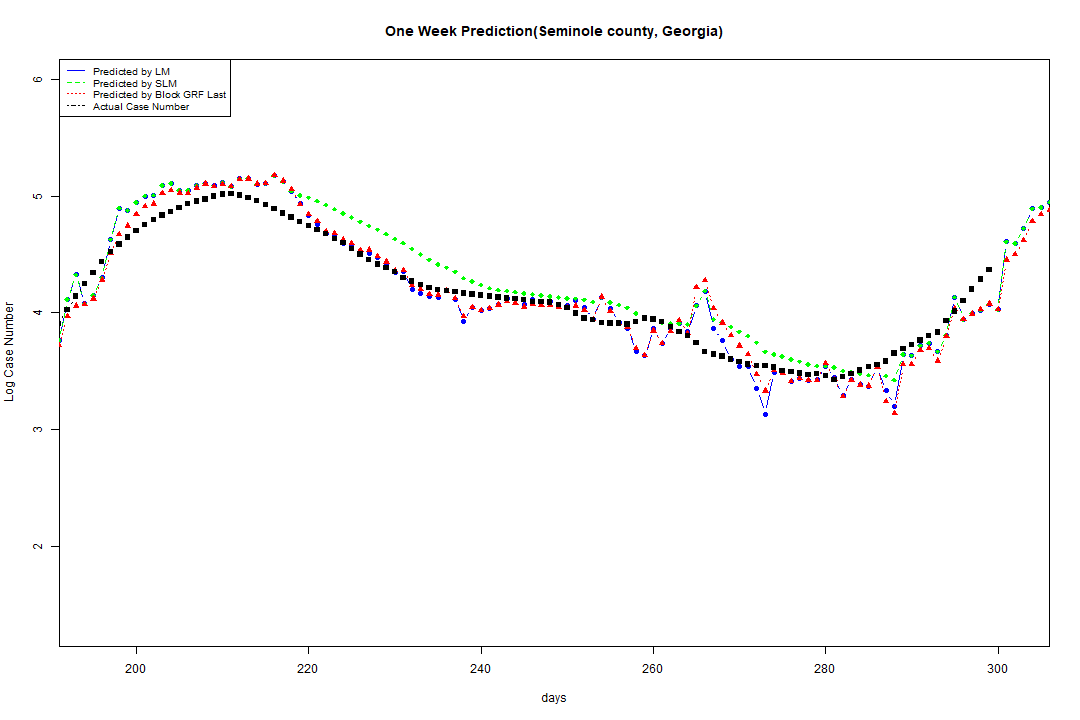 One Week Prediction(Seminole county, Georgia)
Predicted by LM
Predicted by SLM
Predicted by Block GRF Last
Actual Case Number
6
5
4
3
2
Log Case Number
200 220 240 260 280 300
days